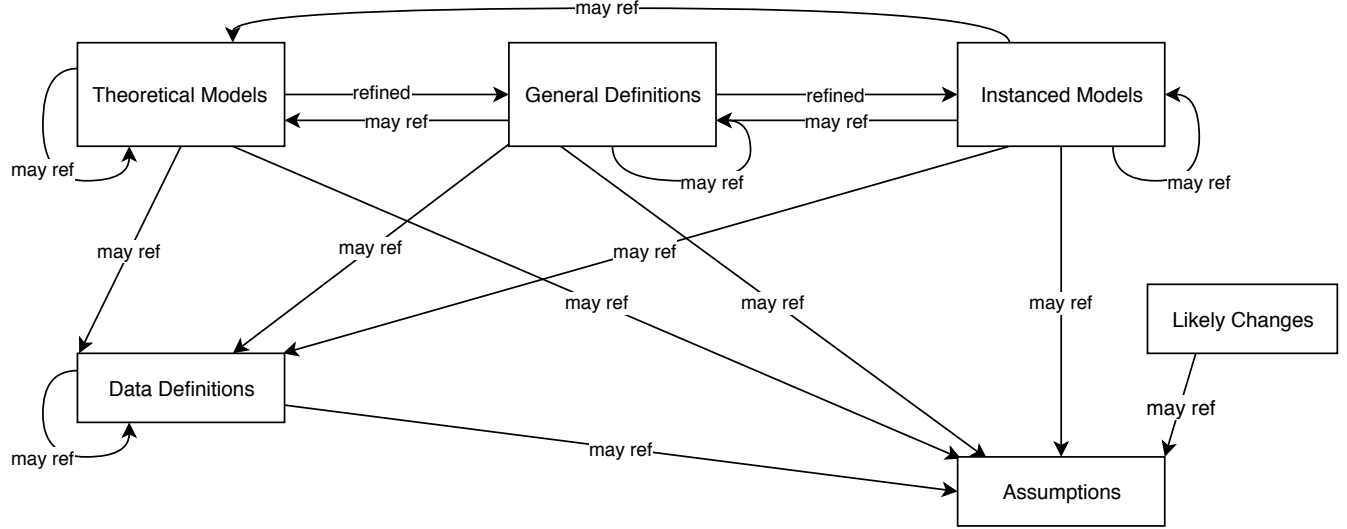 may ref
Theoretical Models
refined
General Definitions
refined
Instanced Models
may ref
may ref
may ref
may ref
may ref
may ref
may ref
may ref
may ref
may ref
may ref
may ref
Likely Changes
Data Definitions
may ref
may ref
may ref
Assumptions